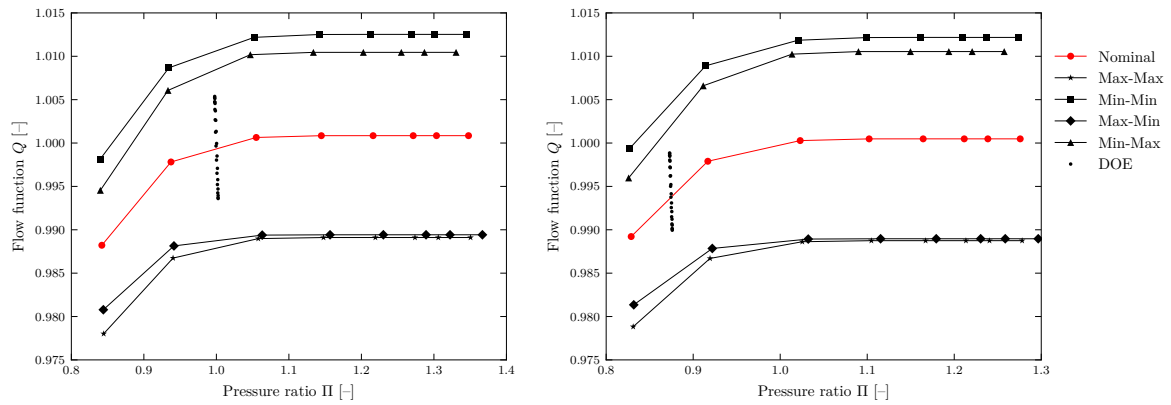 1.015
1.010
1.005
1.000
0.995
0.990
0.985
0.980
0.975
Flow function Q [–]
0.8 0.9 1.0 1.1 1.2 1.3 1.4
Pressure ratio Π [–]
1.015
1.010
1.005
1.000
0.995
0.990
0.985
0.980
0.975
Flow function Q [–]
0.8 0.9 1.0 1.1 1.2 1.3
Pressure ratio Π [–]
Nominal
Max-Max
Min-Min
Max-Min
Min-Max
DOE